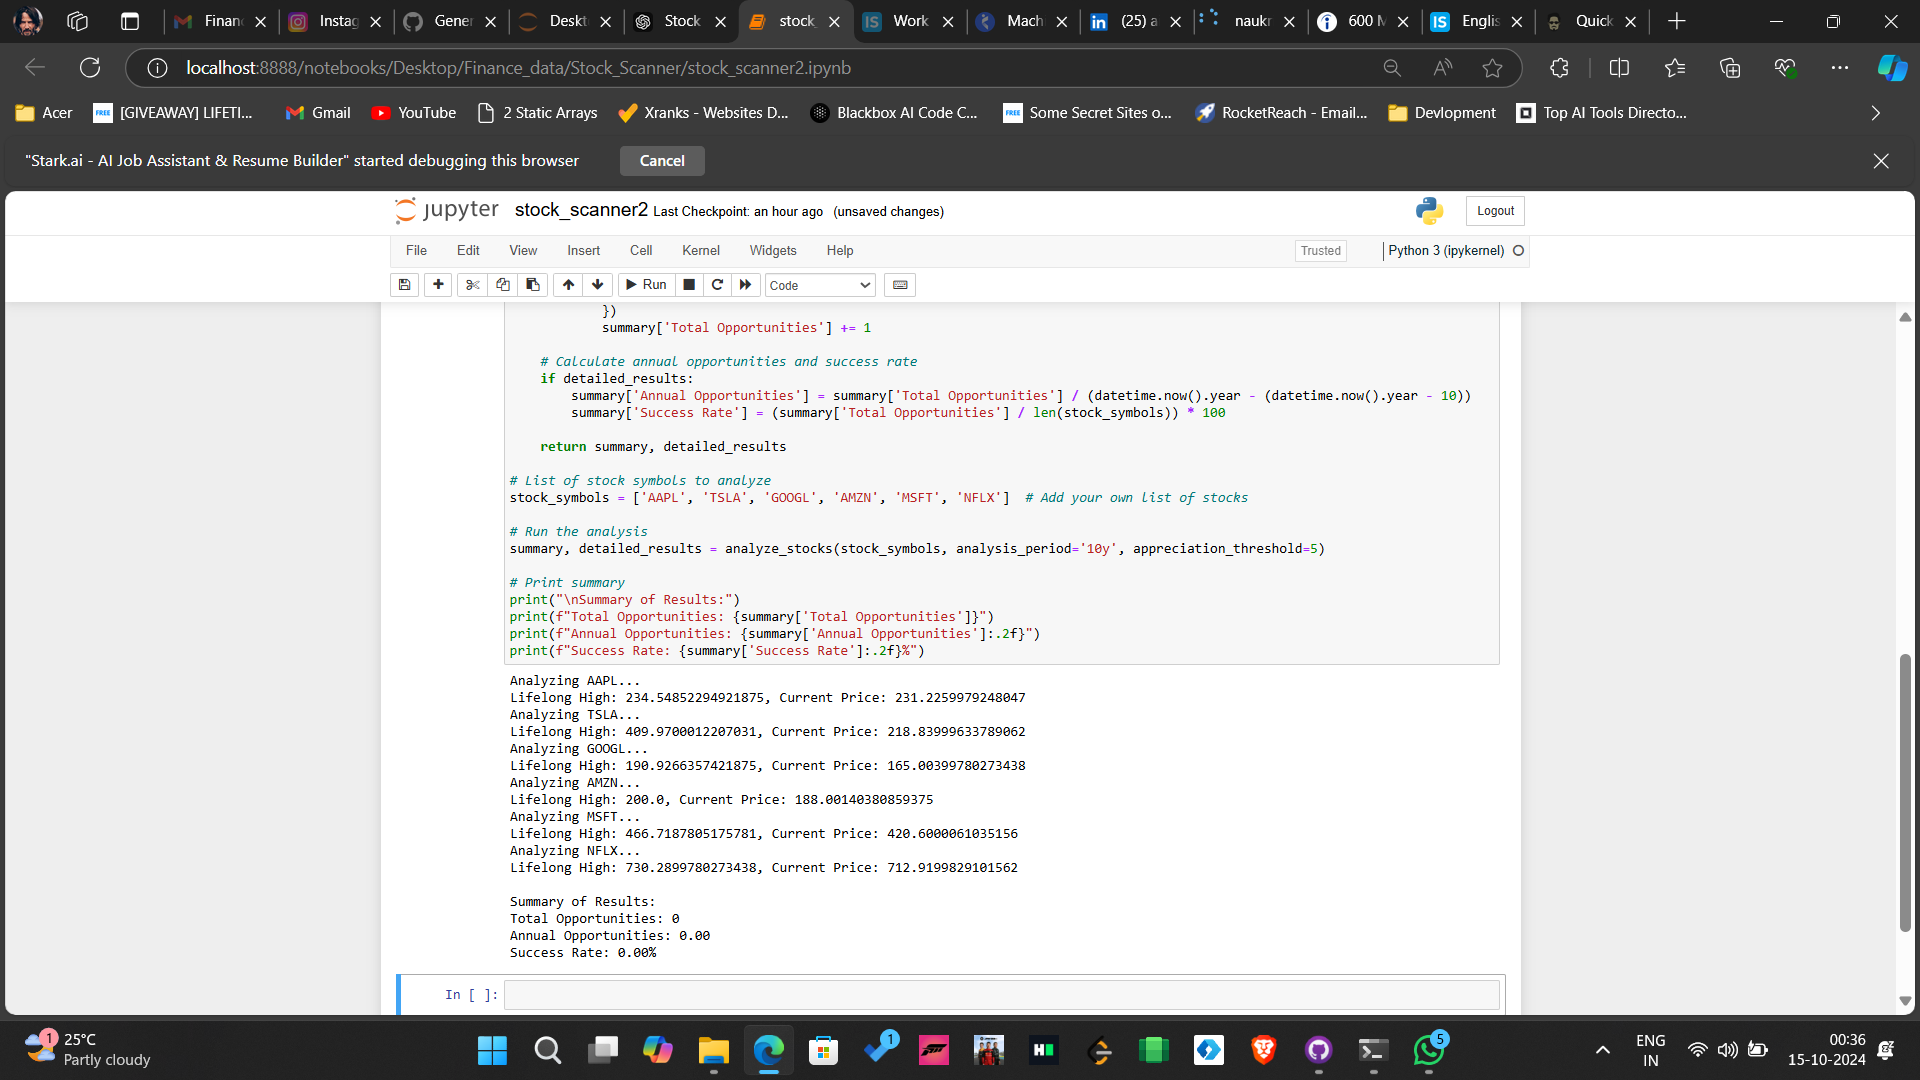 Financ
Instag
Gener
Deskt
Stock
stock_
Work
Machi
(25) a
naukr
600 M
Englis
Quick
localhost:8888/notebooks/Desktop/Finance_data/Stock_Scanner/stock_scanner2.ipynb
Acer
[GIVEAWAY] LIFETI...
Gmail
YouTube
2 Static Arrays
Xranks - Websites D...
Blackbox AI Code C...
Some Secret Sites o...
RocketReach - Email...
Devlopment
Top AI Tools Directo...
"Stark.ai - AI Job Assistant & Resume Builder" started debugging this browser
Cancel
jupyter stock_scanner2 Last Checkpoint: an hour ago (unsaved changes)
Logout
File Edit View Insert Cell Kernel Widgets Help
Trusted
Python 3 (ipykernel)
Run
Code
})
summary['Total Opportunities'] += 1
# Calculate annual opportunities and success rate
if detailed_results:
summary['Annual Opportunities'] = summary['Total Opportunities'] / (datetime.now().year - (datetime.now().year - 10))
summary['Success Rate'] = (summary['Total Opportunities'] / len(stock_symbols)) * 100
return summary, detailed_results
# List of stock symbols to analyze
stock_symbols = ['AAPL', 'TSLA', 'GOOGL', 'AMZN', 'MSFT', 'NFLX']  # Add your own list of stocks
# Run the analysis
summary, detailed_results = analyze_stocks(stock_symbols, analysis_period='10y', appreciation_threshold=5)
# Print summary
print("\nSummary of Results:")
print(f"Total Opportunities: {summary['Total Opportunities']}")
print(f"Annual Opportunities: {summary['Annual Opportunities']:.2f}")
print(f"Success Rate: {summary['Success Rate']:.2f}%")
Analyzing AAPL...
Lifelong High: 234.54852294921875, Current Price: 231.2259979248047
Analyzing TSLA...
Lifelong High: 409.9700012207031, Current Price: 218.83999633789062
Analyzing GOOGL...
Lifelong High: 190.9266357421875, Current Price: 165.00399780273438
Analyzing AMZN...
Lifelong High: 200.0, Current Price: 188.00140380859375
Analyzing MSFT...
Lifelong High: 466.7187805175781, Current Price: 420.6000061035156
Analyzing NFLX...
Lifelong High: 730.2899780273438, Current Price: 712.9199829101562
Summary of Results:
Total Opportunities: 0
Annual Opportunities: 0.00
Success Rate: 0.00%
In [ ]:
1
25°C
Partly cloudy
1
5
ENG
IN
00:36
15-10-2024